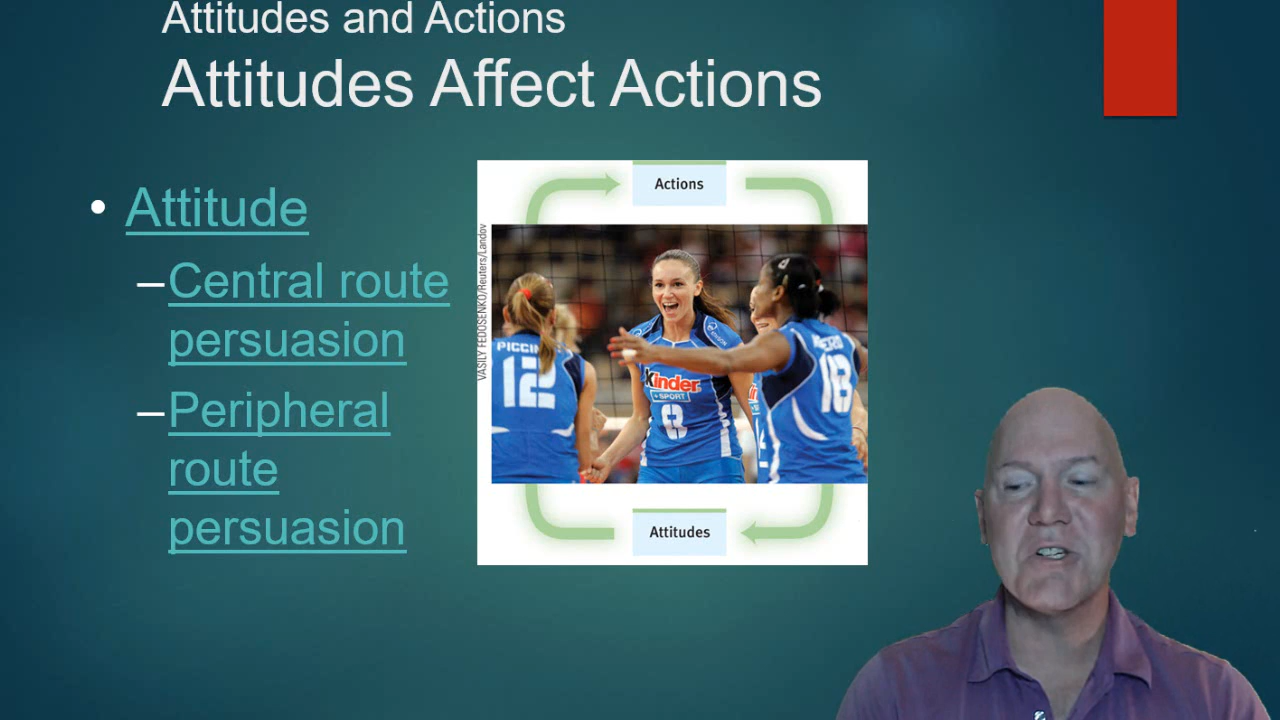 Attitudes and Actions
Attitudes Affect Actions
• Attitude
–Central route
persuasion
–Peripheral
route
persuasion
Actions
VASILY FEDOSENKO/Reuters/Landov
12
Kinder
SPORT
8
18
Attitudes